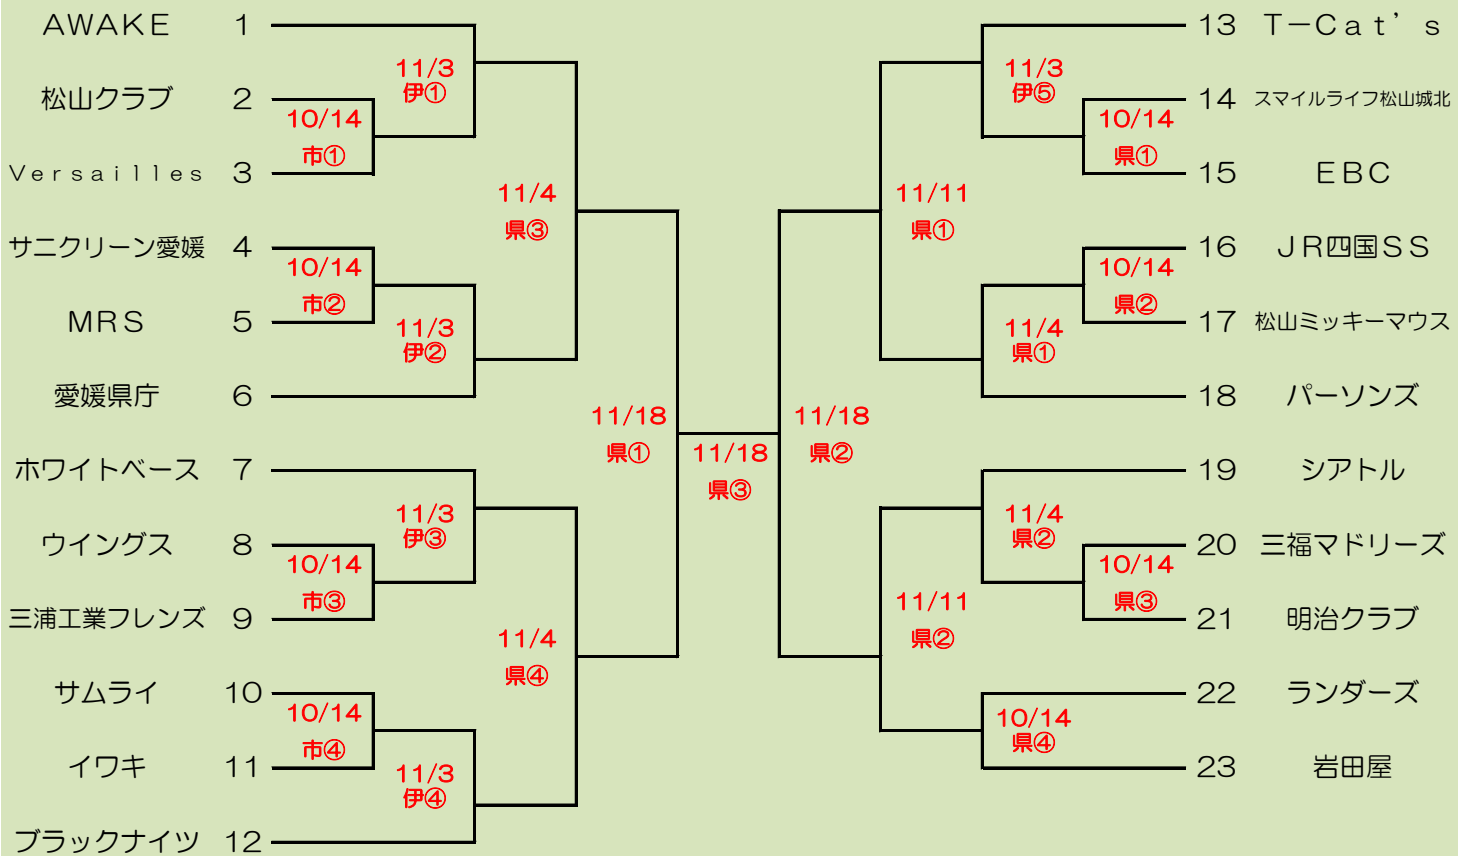 AWAKE 1
11/3
伊①
松山クラブ 2
10/14
市①
Versailles 3
11/4
県③
サニクリーン愛媛 4
10/14
市②
MRS 5
11/3
伊②
愛媛県庁 6
11/18
県①
ホワイトベース 7
11/3
伊③
ウイングス 8
10/14
市③
三浦工業フレンズ 9
11/4
県④
サムライ 10
10/14
市④
イワキ 11
11/3
伊④
ブラックナイツ 12
11/18
県③
13 T-Cat's
11/3
伊⑤
14 スマイルライフ松山城北
10/14
県①
15 EBC
11/11
県①
16 JR四国SS
10/14
県②
17 松山ミッキーマウス
11/4
県①
18 パーソンズ
11/18
県②
19 シアトル
11/4
県②
20 三福マドリーズ
10/14
県③
21 明治クラブ
11/11
県②
22 ランダーズ
10/14
県④
23 岩田屋